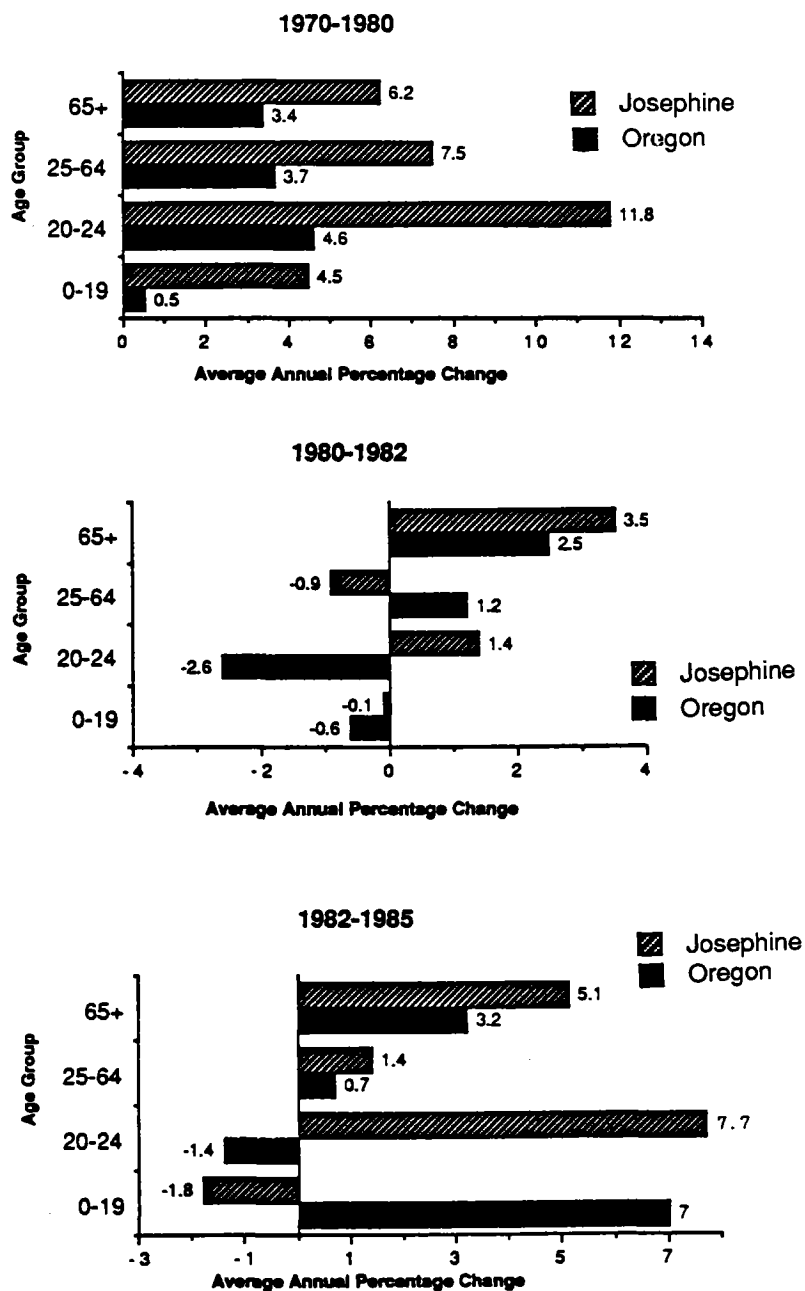 1970-1980
Josephine
Oregon
Age Group
65+
6.2
3.4
25-64
7.5
3.7
20-24
11.8
4.6
0-19
4.5
0.5
0 2 4 6 8 10 12 14
Average Annual Percentage Change
1980-1982
Age Group
65+
3.5
2.5
25-64
-0.9
1.2
20-24
1.4
-2.6
0-19
-0.1
-0.6
Josephine
Oregon
-4 -2 0 2 4
Average Annual Percentage Change
1982-1985
Josephine
Oregon
Age Group
65+
5.1
3.2
25-64
1.4
0.7
20-24
7.7
-1.4
0-19
-1.8
7
-3 -1 1 3 5 7
Average Annual Percentage Change